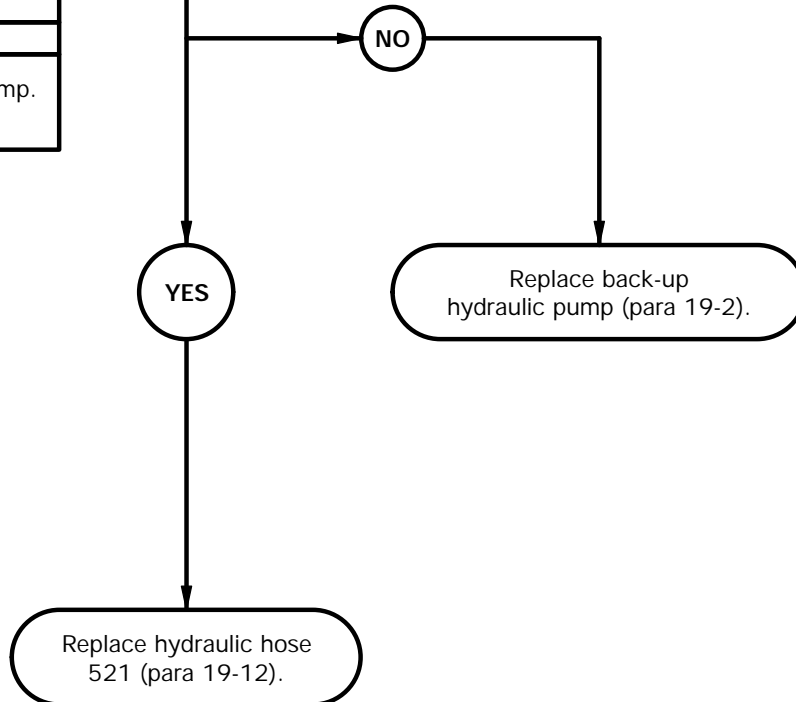 NO
mp.
YES
Replace back-up
hydraulic pump (para 19-2).
Replace hydraulic hose
521 (para 19-12).